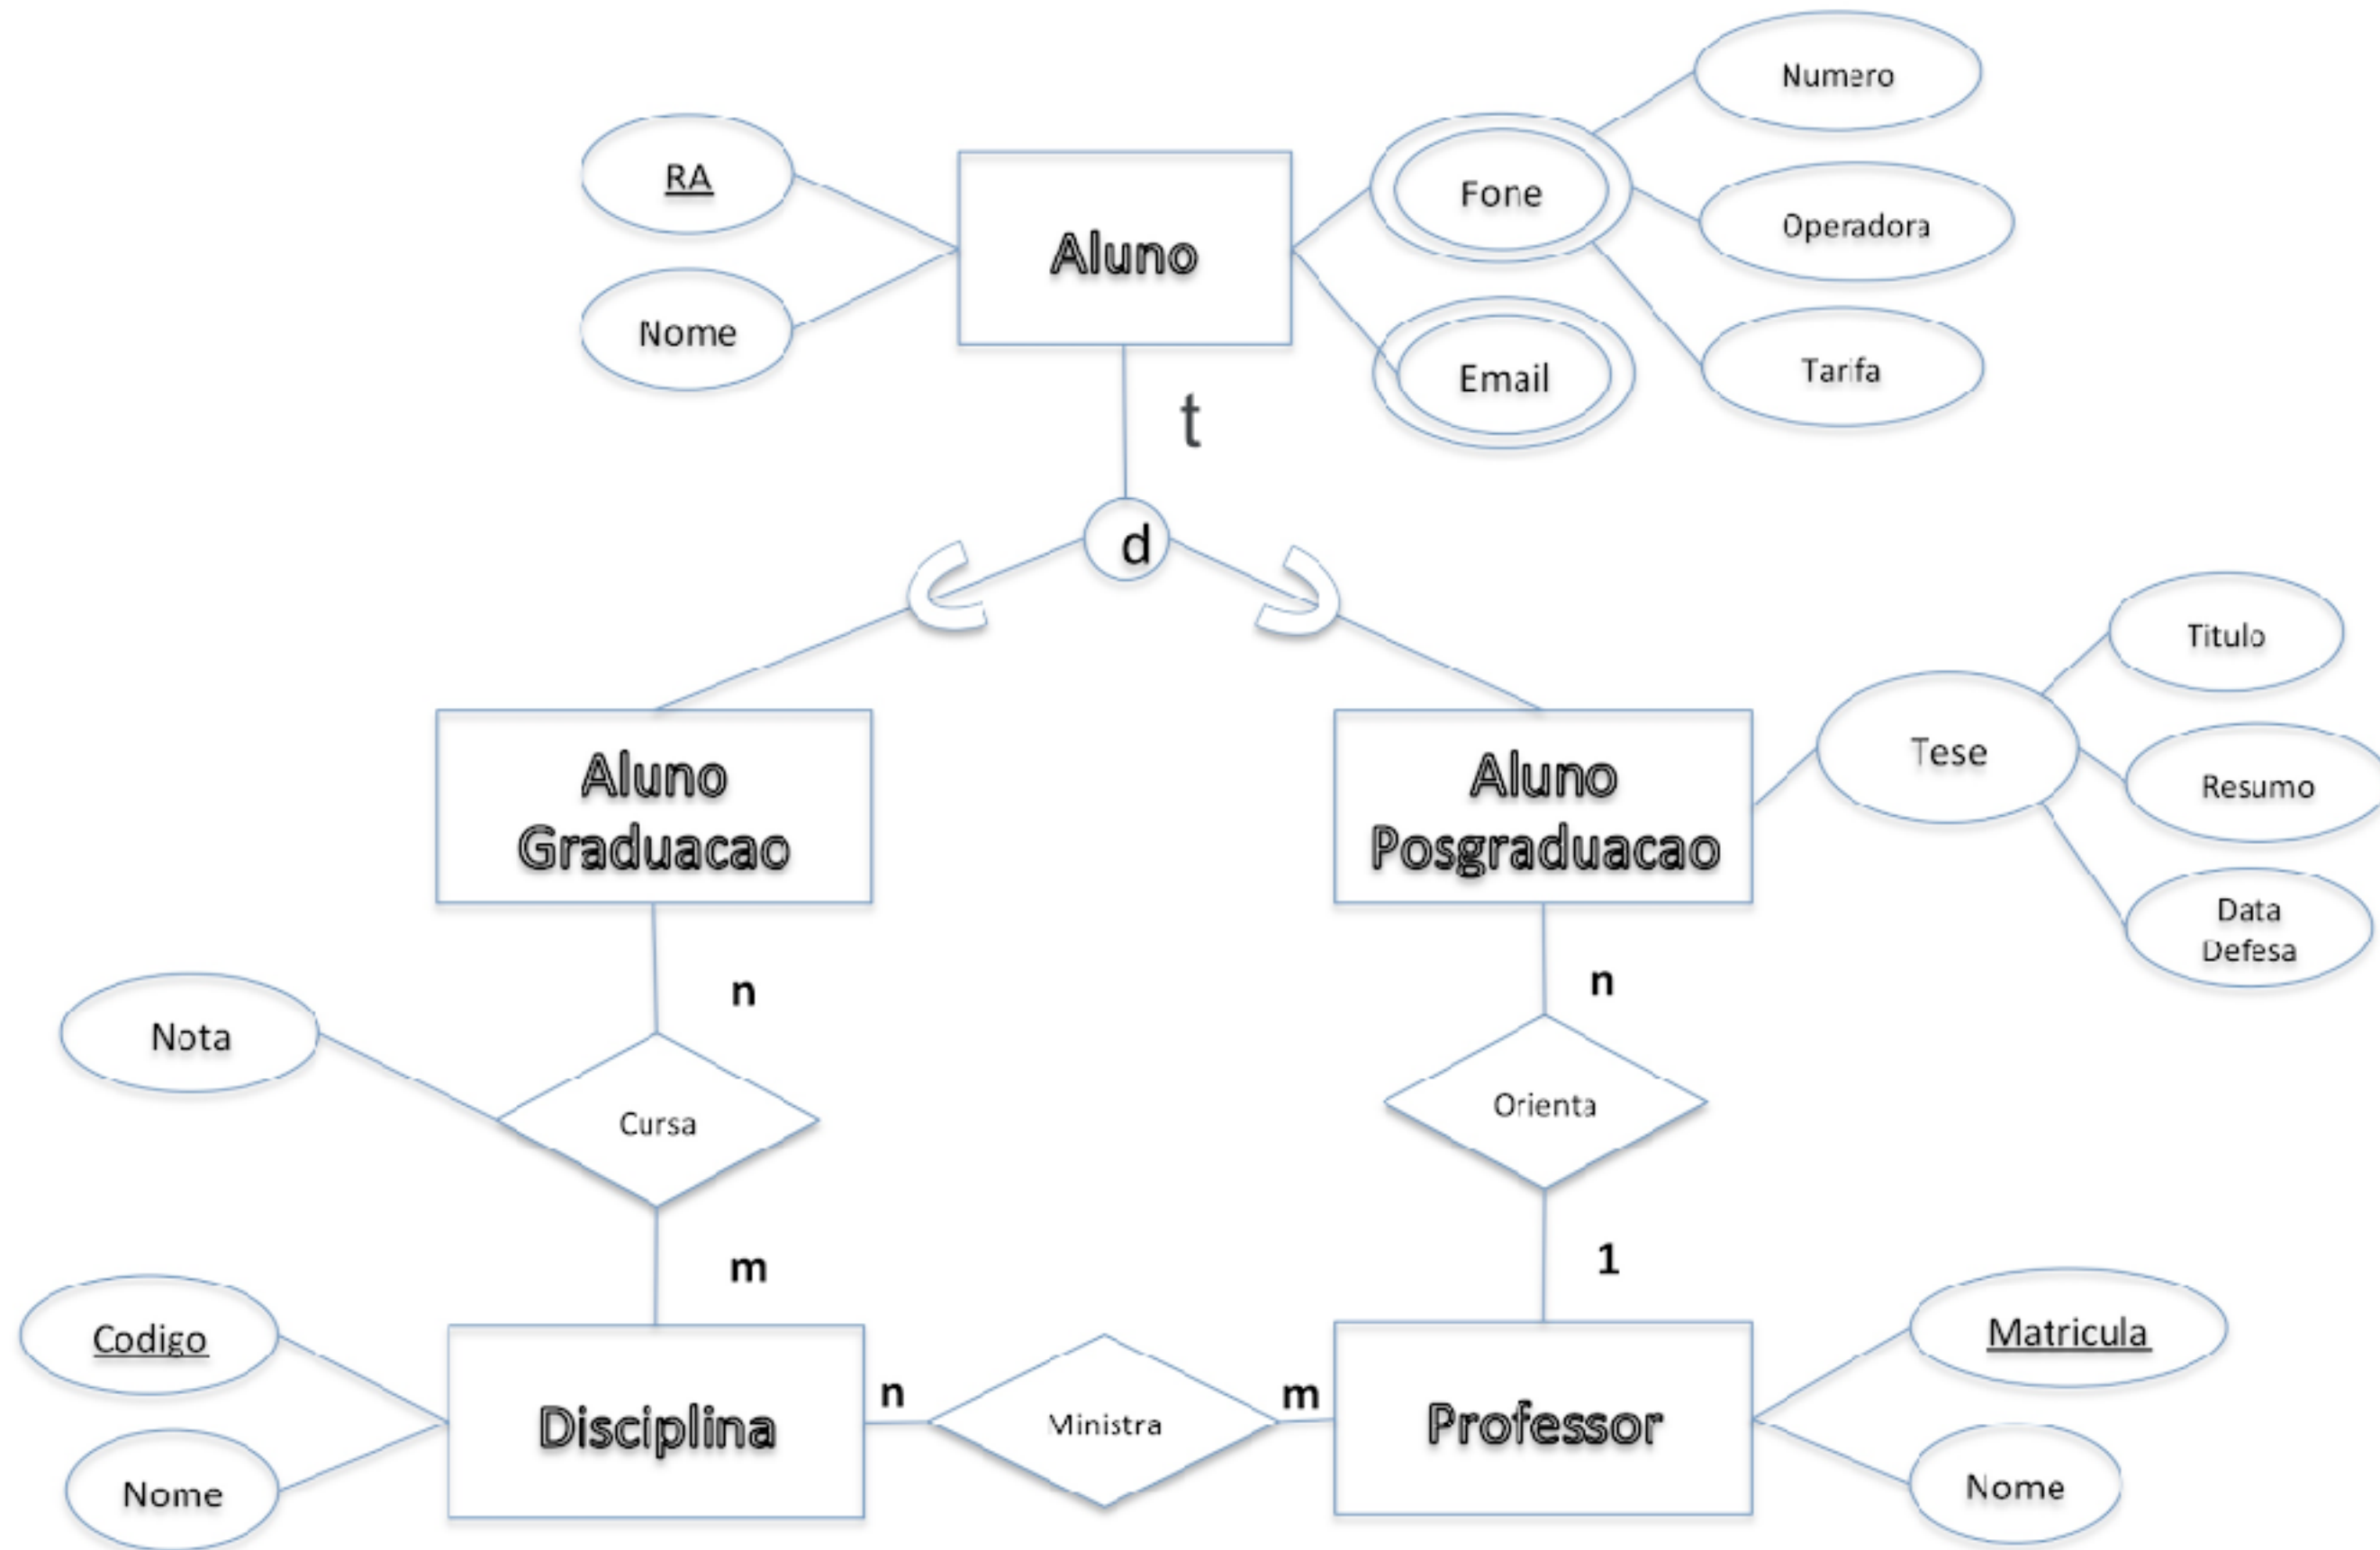 Numero
RA
Aluno
Fone
Operadora
Nome
Email
Tarifa
t
d
Titulo
Aluno
Graduacao
Aluno
Posgraduacao
Tese
Resumo
Data
Defesa
n
n
Nota
Cursa
Orienta
m
1
Codigo
Matricula
Disciplina
n
Ministra
m
Professor
Nome
Nome